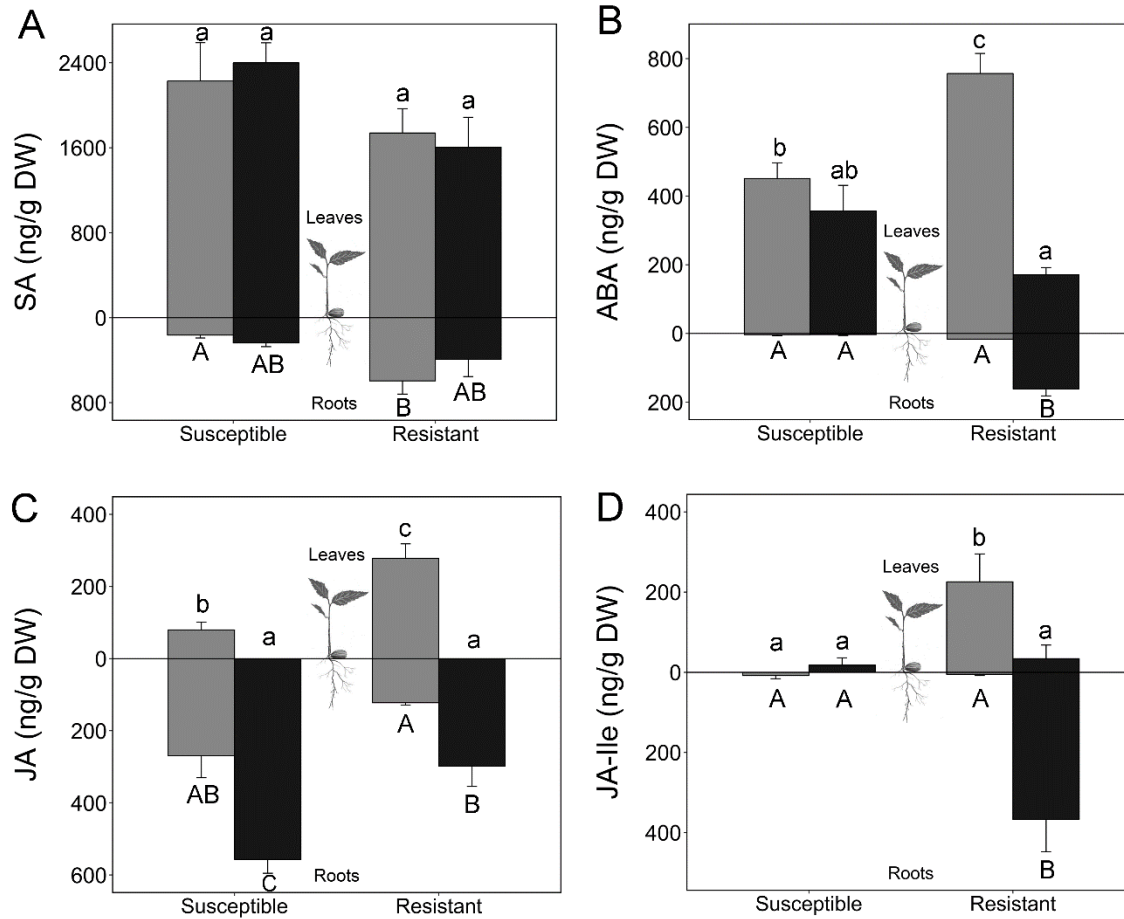 A
SA (ng/g DW)
2400
1600
800
0
800
a
a
a
a
Leaves
A
AB
B
AB
Roots
Susceptible
Resistant
B
ABA (ng/g DW)
800
600
400
200
0
200
b
ab
c
a
Leaves
A
A
A
B
Roots
Susceptible
Resistant
C
JA (ng/g DW)
400
200
0
200
400
600
b
a
c
a
Leaves
AB
C
A
B
Roots
Susceptible
Resistant
D
JA-Ile (ng/g DW)
400
200
0
200
400
a
a
b
a
Leaves
A
A
A
B
Roots
Susceptible
Resistant